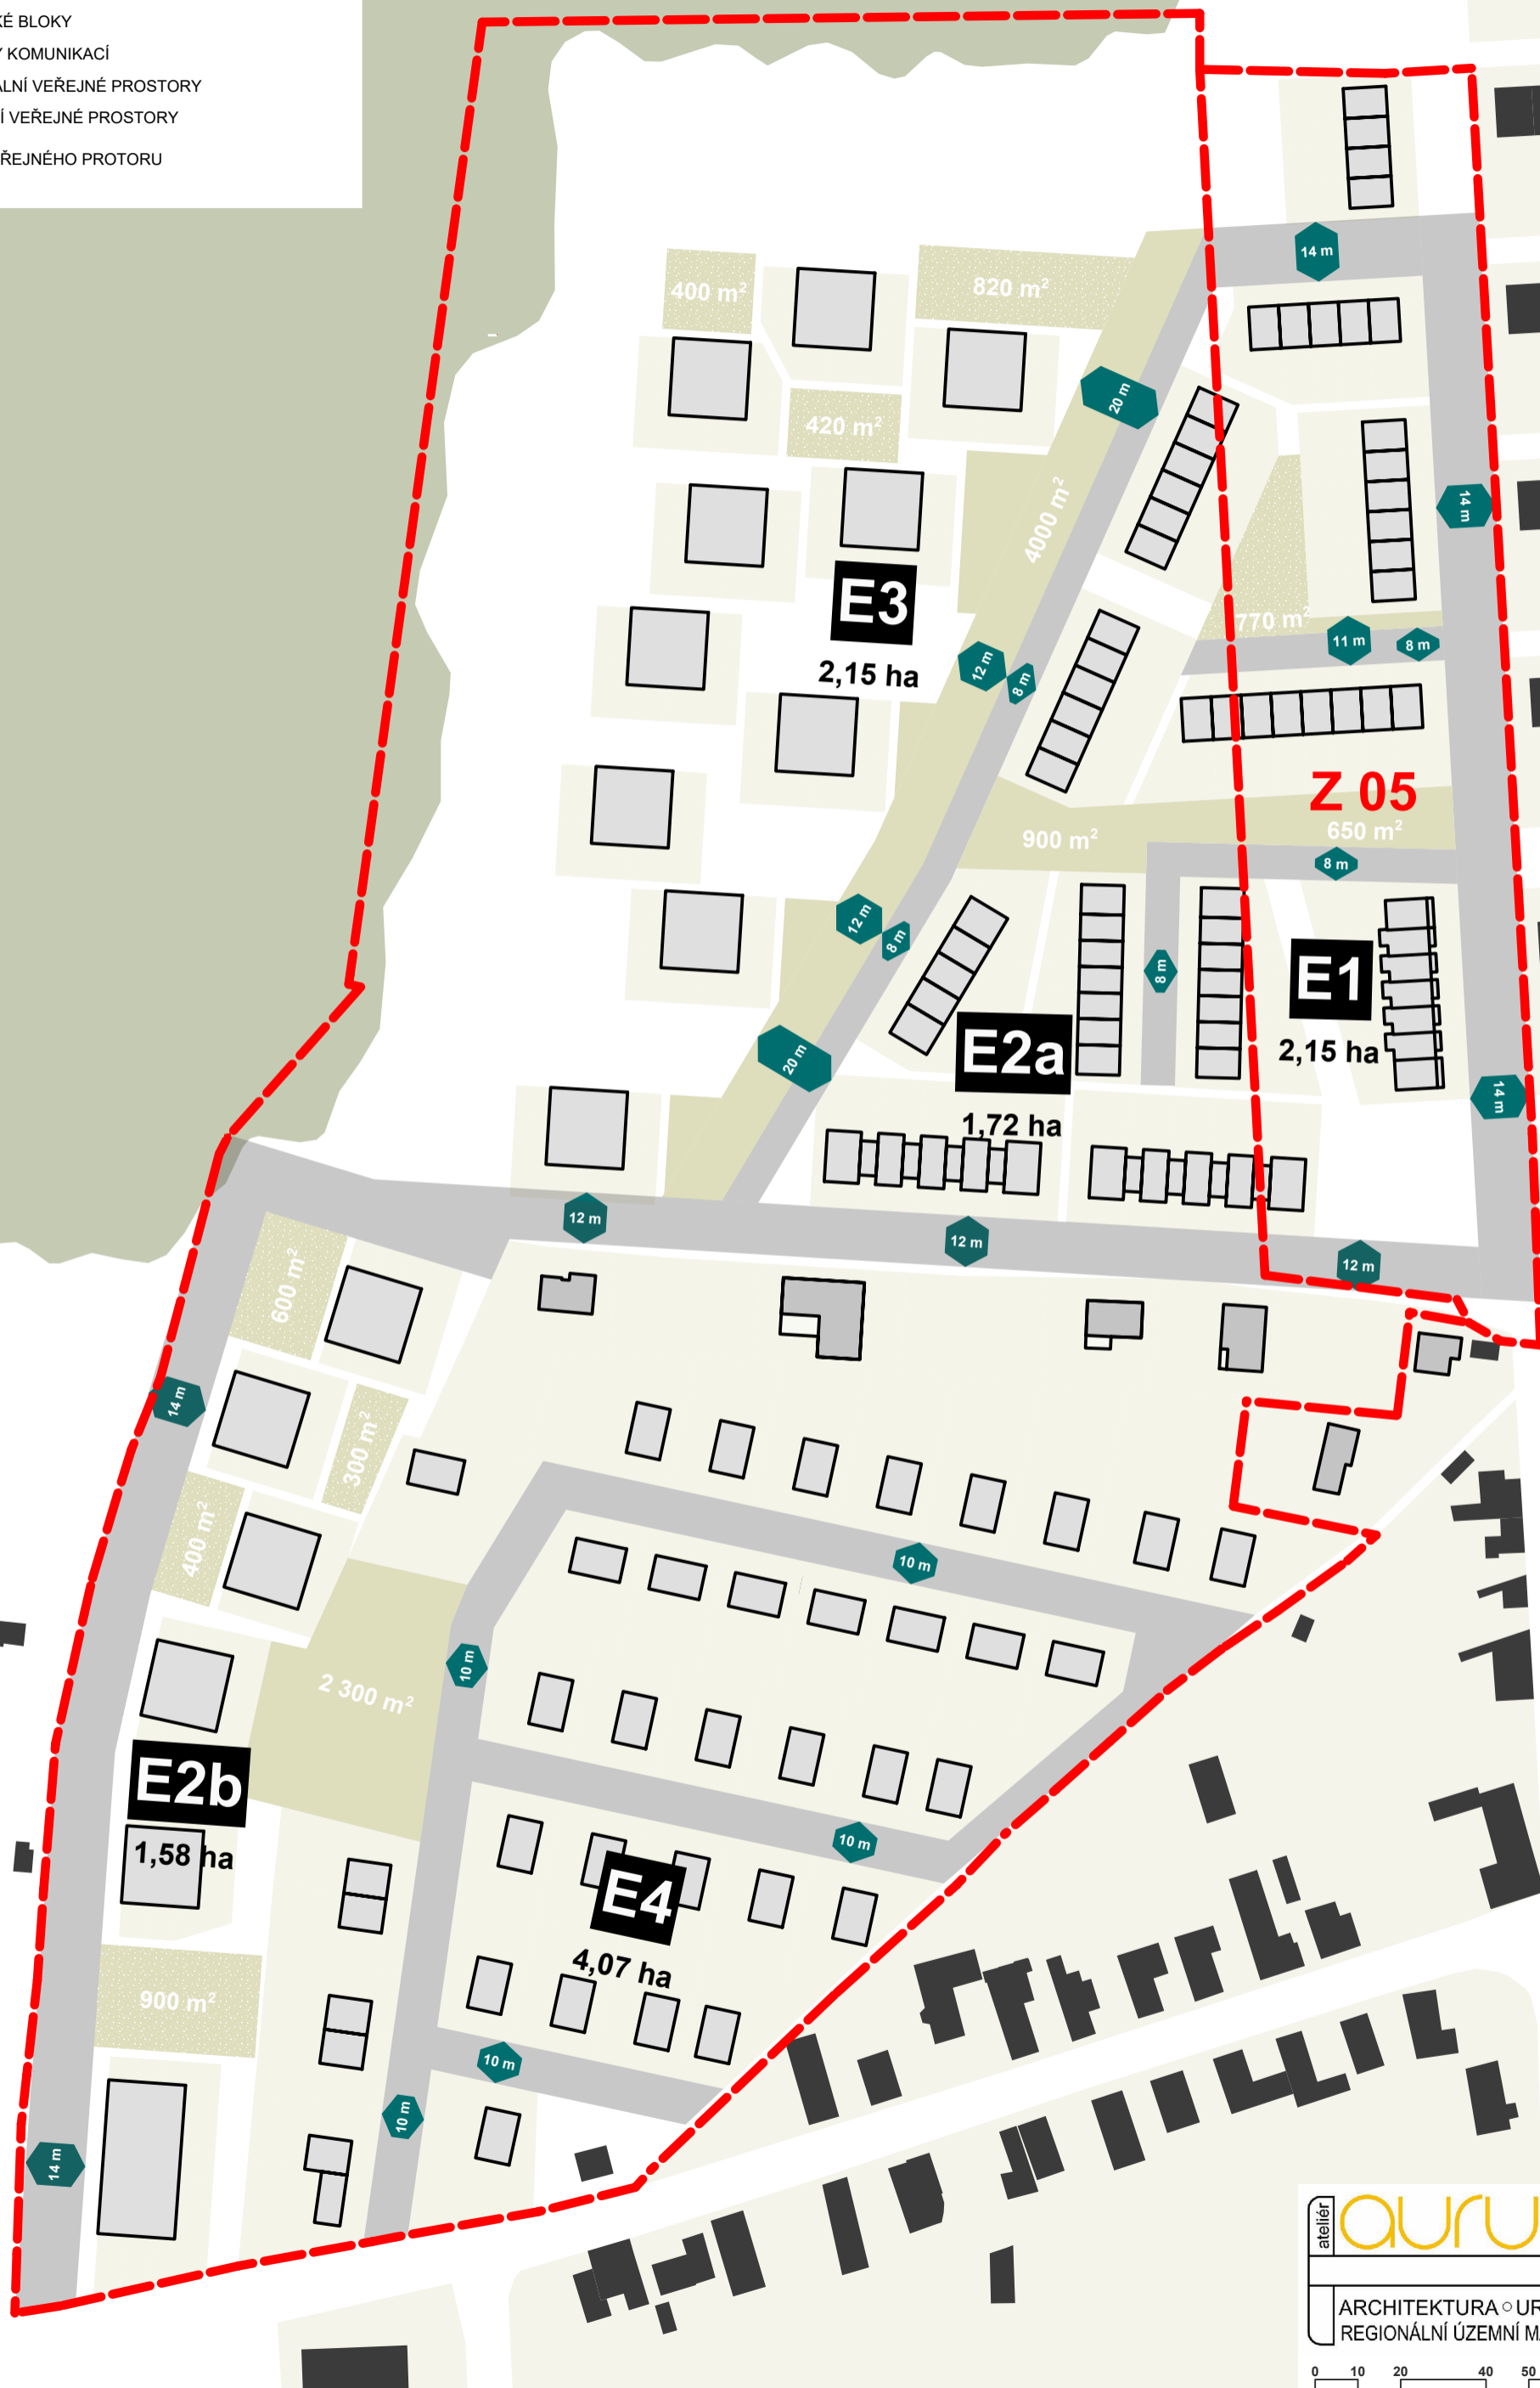 KÉ BLOKY
Y KOMUNIKACÍ
ÁLNÍ VEŘEJNÉ PROSTORY
Í VEŘEJNÉ PROSTORY
ŘEJNÉHO PROTORU
14 m
400 m²
820 m²
20 m
420 m²
14 m
4000 m²
E3
2,15 ha
770 m²
11 m
8 m
12 m
8 m
Z 05
900 m²
650 m²
8 m
12 m
8 m
8 m
E1
2,15 ha
20 m
E2a
1,72 ha
14 m
12 m
12 m
12 m
600 m²
14 m
300 m²
400 m²
10 m
10 m
2 300 m²
E2b
1,58 ha
10 m
E4
4,07 ha
900 m²
10 m
10 m
14 m
ateliér
auru
ARCHITEKTURA○UR
REGIONÁLNÍ ÚZEMNÍ M
0 10 20 40 50